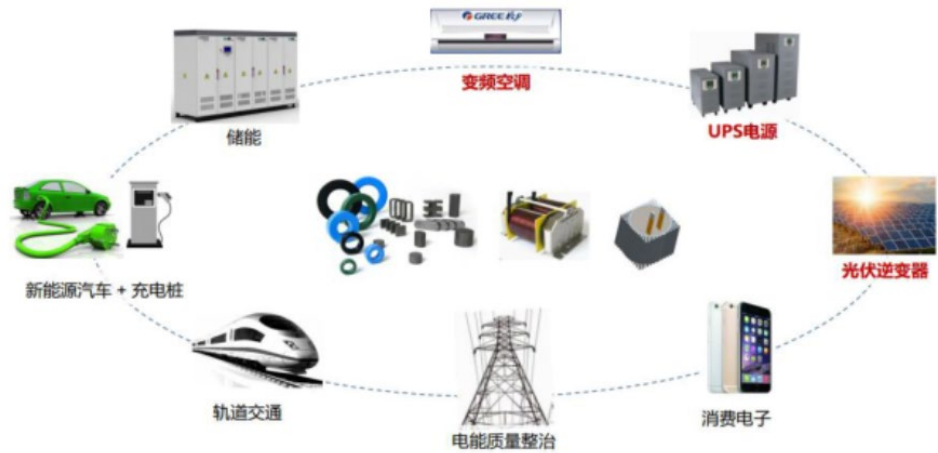 GREE
变频空调
储能
UPS电源
新能源汽车 + 充电桩
光伏逆变器
轨道交通
电能质量整治
消费电子